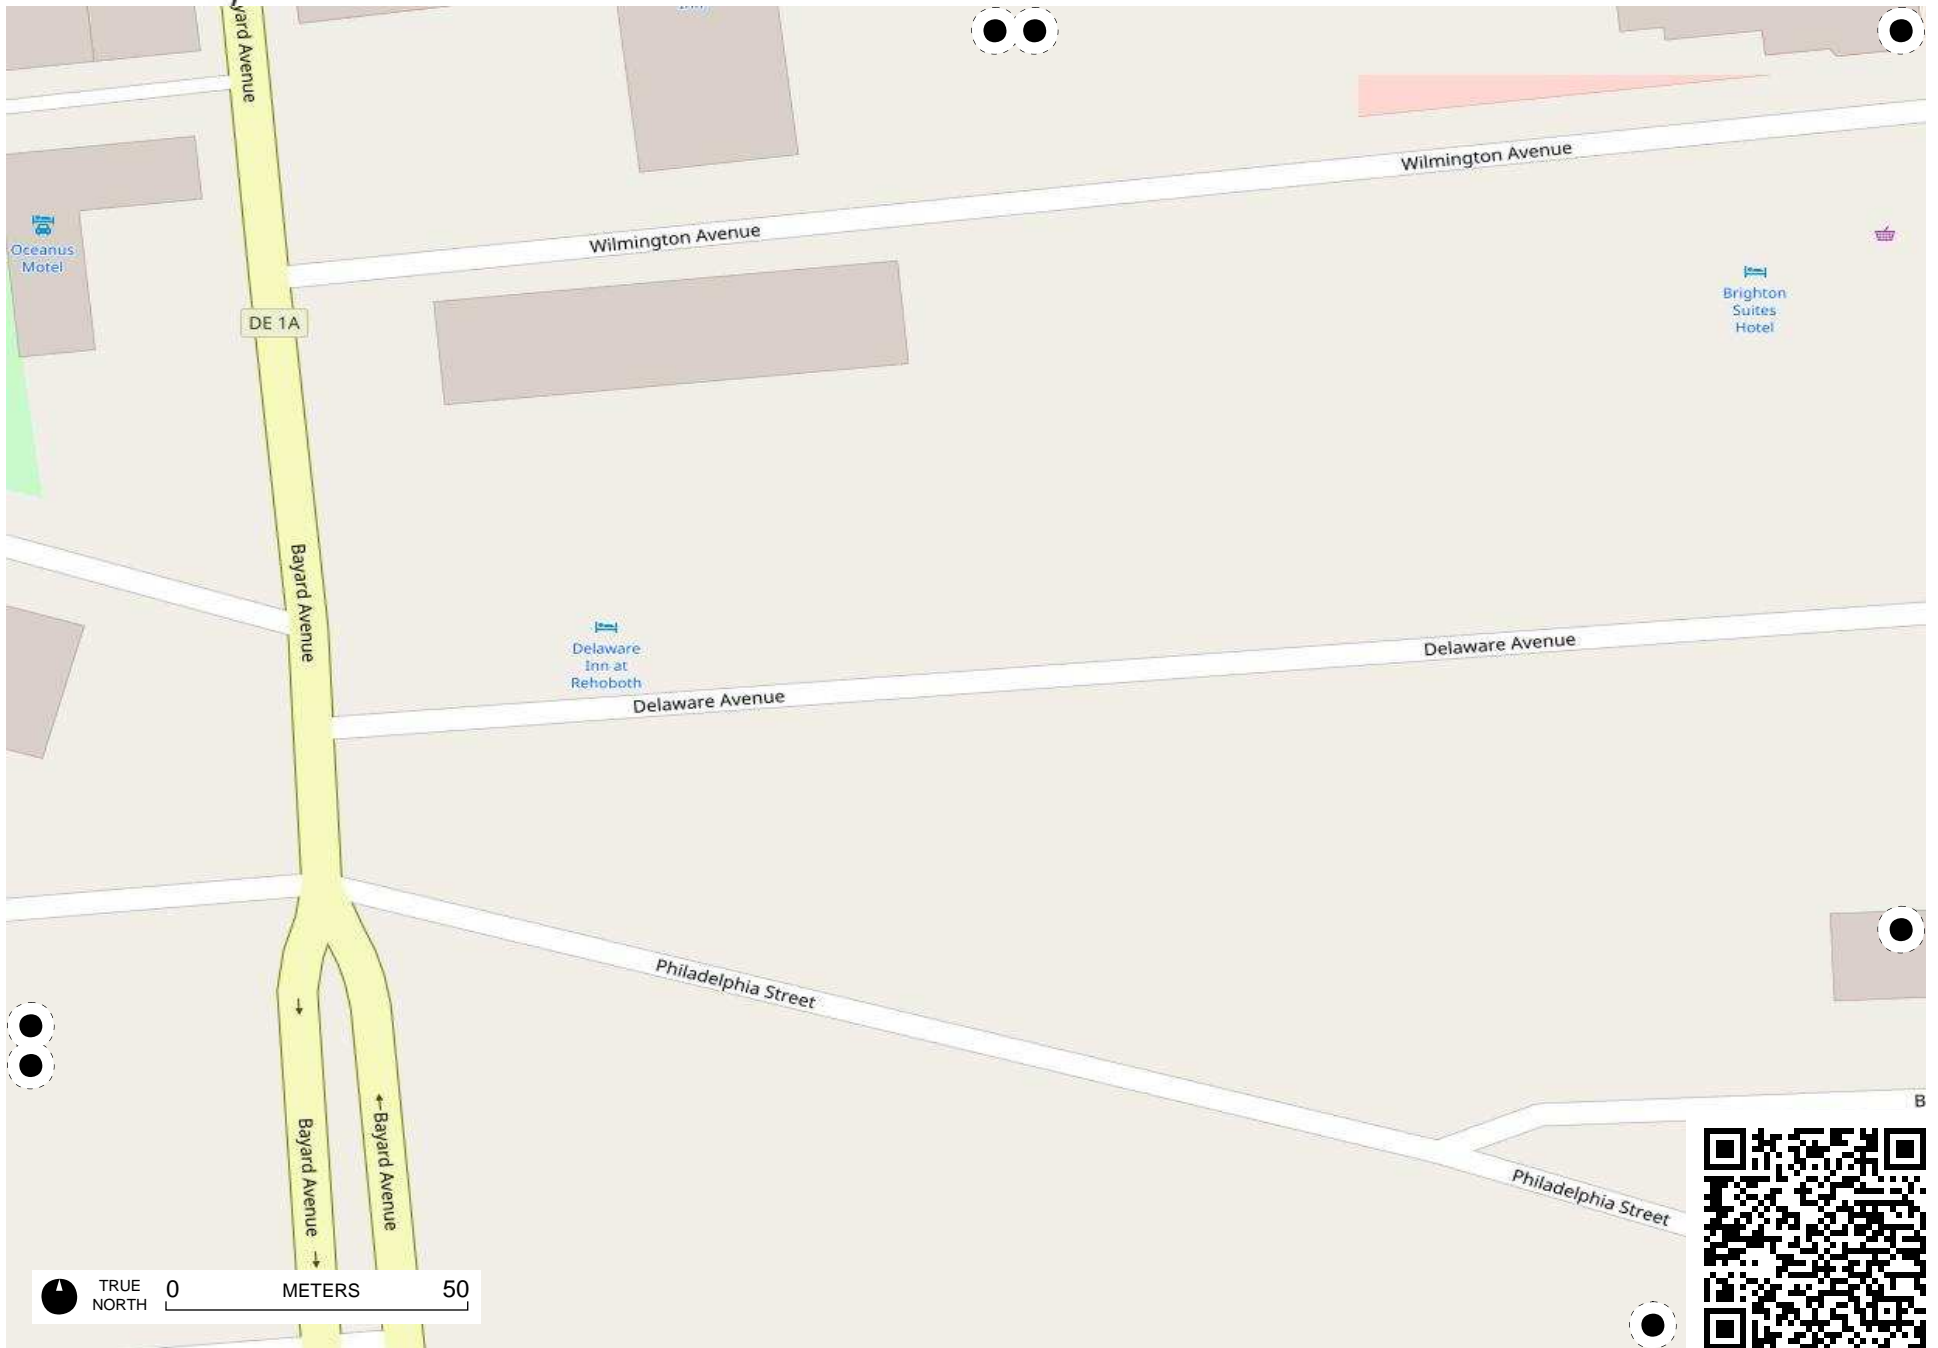 Bayard Avenue
Wilmington Avenue
Wilmington Avenue
Oceanus
Motel
Brighton
Suites
Hotel
DE 1A
Bayard Avenue
Delaware
Inn at
Rehoboth
Delaware Avenue
Delaware Avenue
Philadelphia Street
B
Bayard Avenue
Bayard Avenue
Philadelphia Street
TRUE
NORTH
0 METERS 50